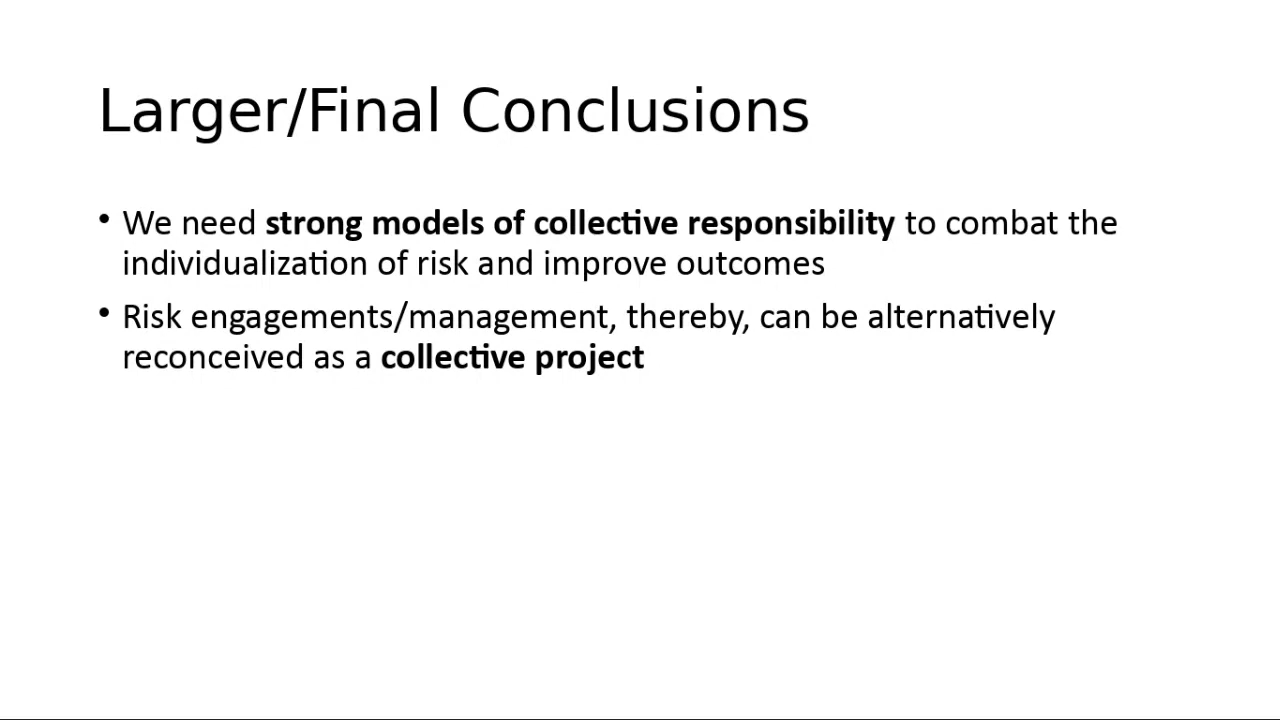 Larger/Final Conclusions
• We need strong models of collective responsibility to combat the
individualization of risk and improve outcomes
• Risk engagements/management, thereby, can be alternatively
reconceived as a collective project